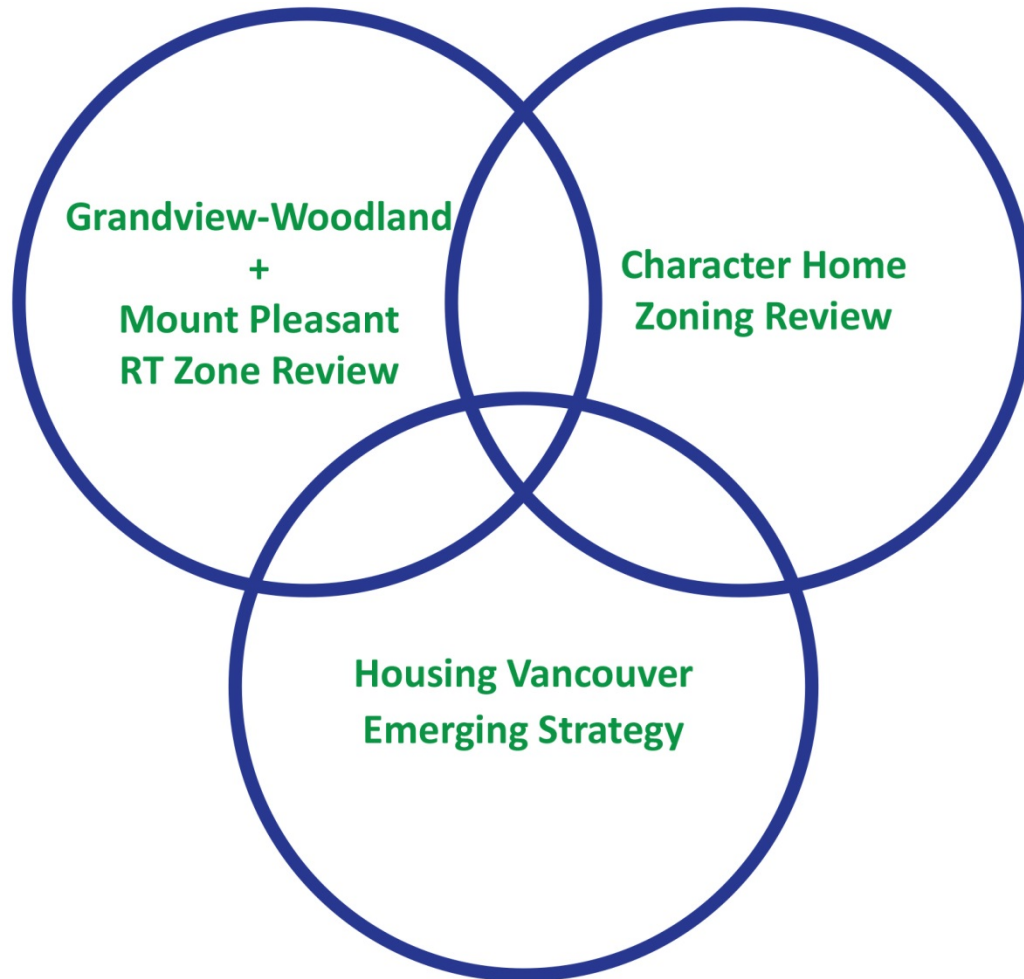 Grandview-Woodland
+
Mount Pleasant
RT Zone Review
Character Home
Zoning Review
Housing Vancouver
Emerging Strategy